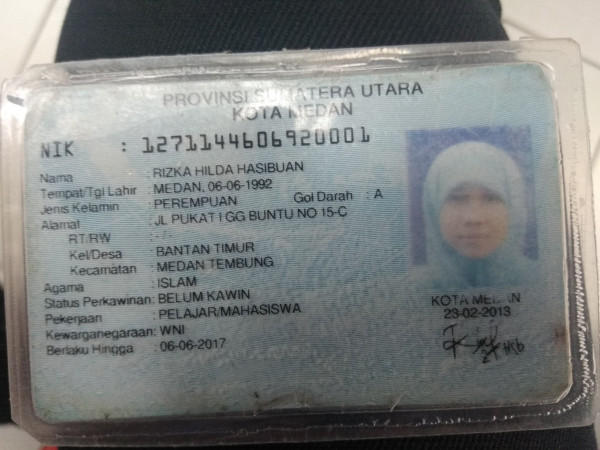 PROVINSI SUMATERA UTARA
KOTA MEDAN
NIK : 1271144606920001
Nama : RIZKA HILDA HASIBUAN
Tempat/Tgl Lahir : MEDAN, 06-06-1992
Jenis Kelamin : PEREMPUAN Gol Darah : A
Alamat : JL PUKAT I GG BUNTU NO 15-C
RT/RW : -/-
Kel/Desa : BANTAN TIMUR
Kecamatan : MEDAN TEMBUNG
Agama : ISLAM
Status Perkawinan: BELUM KAWIN
Pekerjaan : PELAJAR/MAHASISWA
Kewarganegaraan: WNI
Berlaku Hingga : 06-06-2017
KOTA MEDAN
23-02-2013